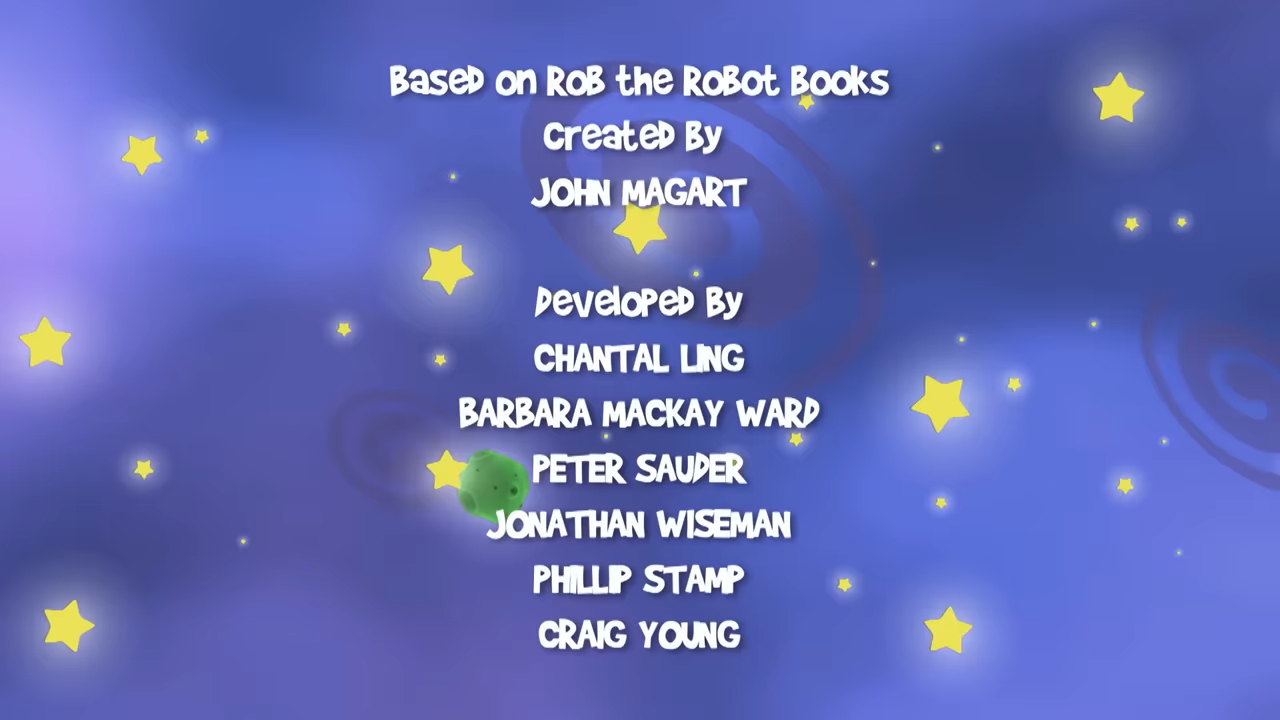 Based on Rob the Robot Books
Created By
JOHN MAGART
Developed By
CHANTAL LING
BARBARA MACKAY WARD
PETER SAUDER
JONATHAN WISEMAN
PHILLIP STAMP
CRAIG YOUNG